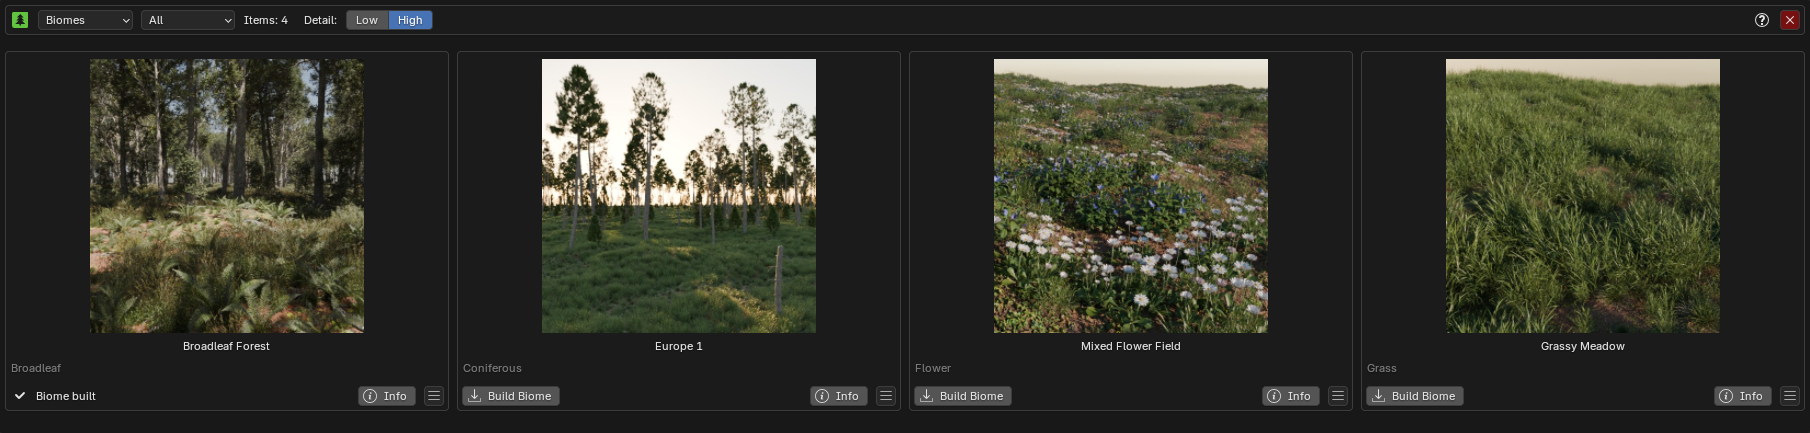 Biomes All Items: 4 Detail: Low High
Broadleaf Forest
Broadleaf
Biome built Info
Europe 1
Coniferous
Build Biome Info
Mixed Flower Field
Flower
Build Biome Info
Grassy Meadow
Grass
Build Biome Info